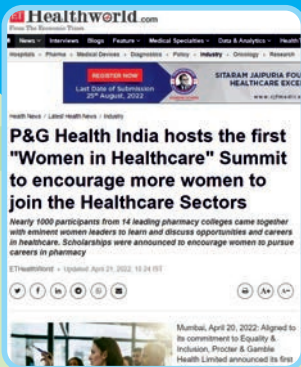 ET Healthworld.com
From The Economic Times
News Interviews Blogs Features Medical Specialities Data & Analytics
Hospitals Pharma Medical Devices Diagnostics Policy Industry Oncology Research
REGISTER NOW
Last Date of Submission
25th August, 2022
SITARAM JAIPURIA FOU
HEALTHCARE EXCE
Health News / Latest Health News / Industry
P&G Health India hosts the first
"Women in Healthcare" Summit
to encourage more women to
join the Healthcare Sectors
Nearly 1000 participants from 14 leading pharmacy colleges came together
with eminent women leaders to learn and discuss opportunities and careers
in healthcare. Scholarships were announced to encourage women to pursue
careers in pharmacy
ETHealthWorld • Updated: April 21, 2022, 10:24 IST
A+ A-
Mumbai, April 20, 2022: Aligned to
its commitment to Equality &
Inclusion, Procter & Gamble
Health Limited announced its first